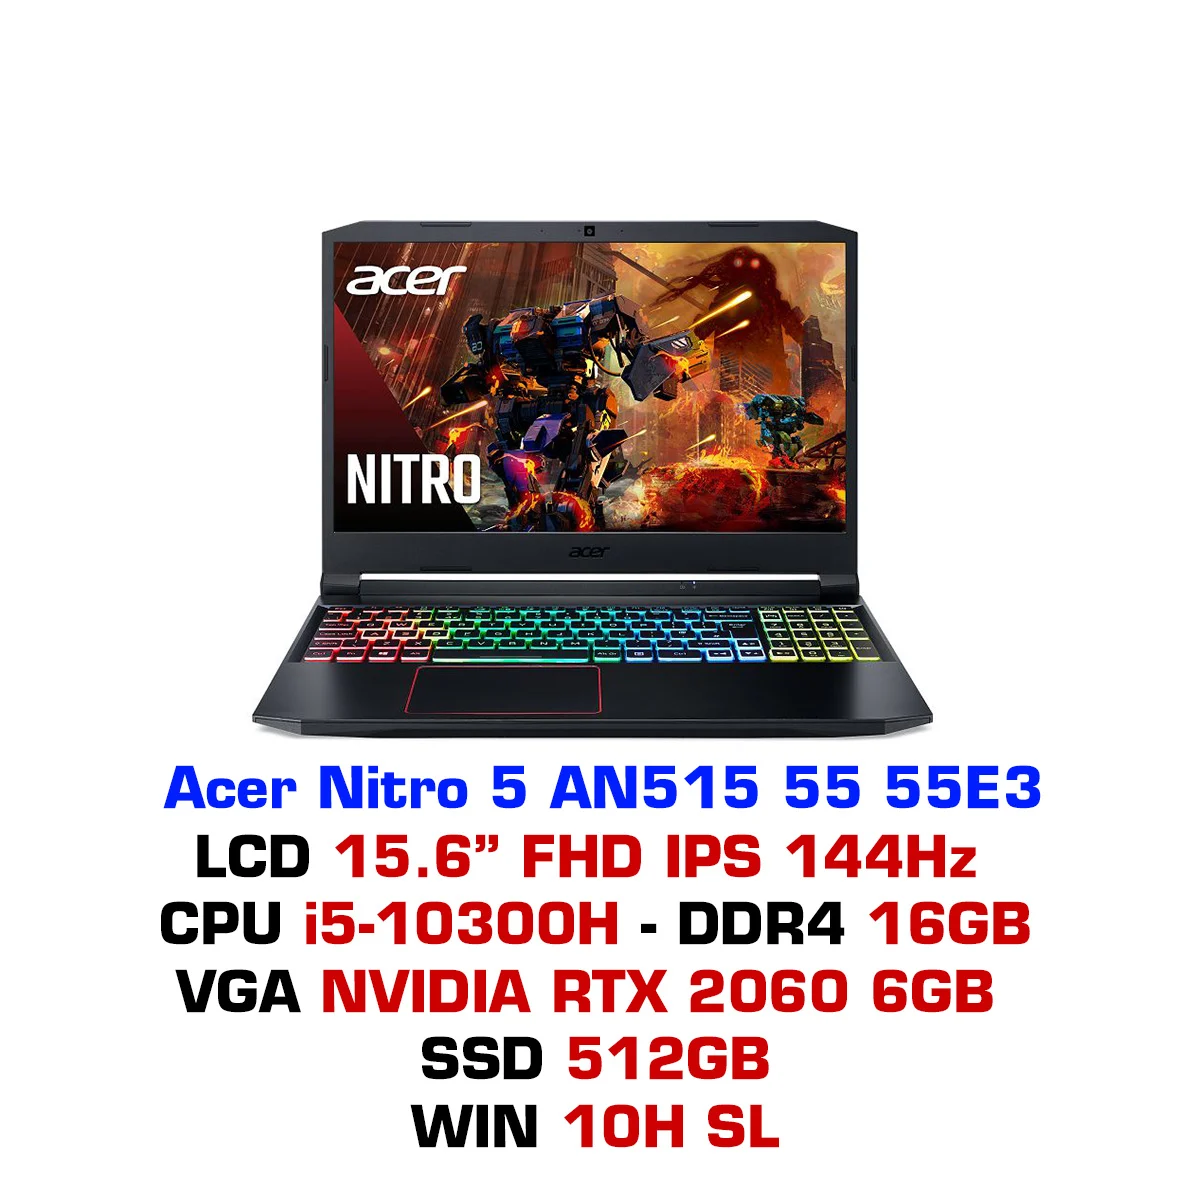 acer
NITRO
acer
Acer Nitro 5 AN515 55 55E3
LCD 15.6” FHD IPS 144Hz
CPU i5-10300H - DDR4 16GB
VGA NVIDIA RTX 2060 6GB
SSD 512GB
WIN 10H SL